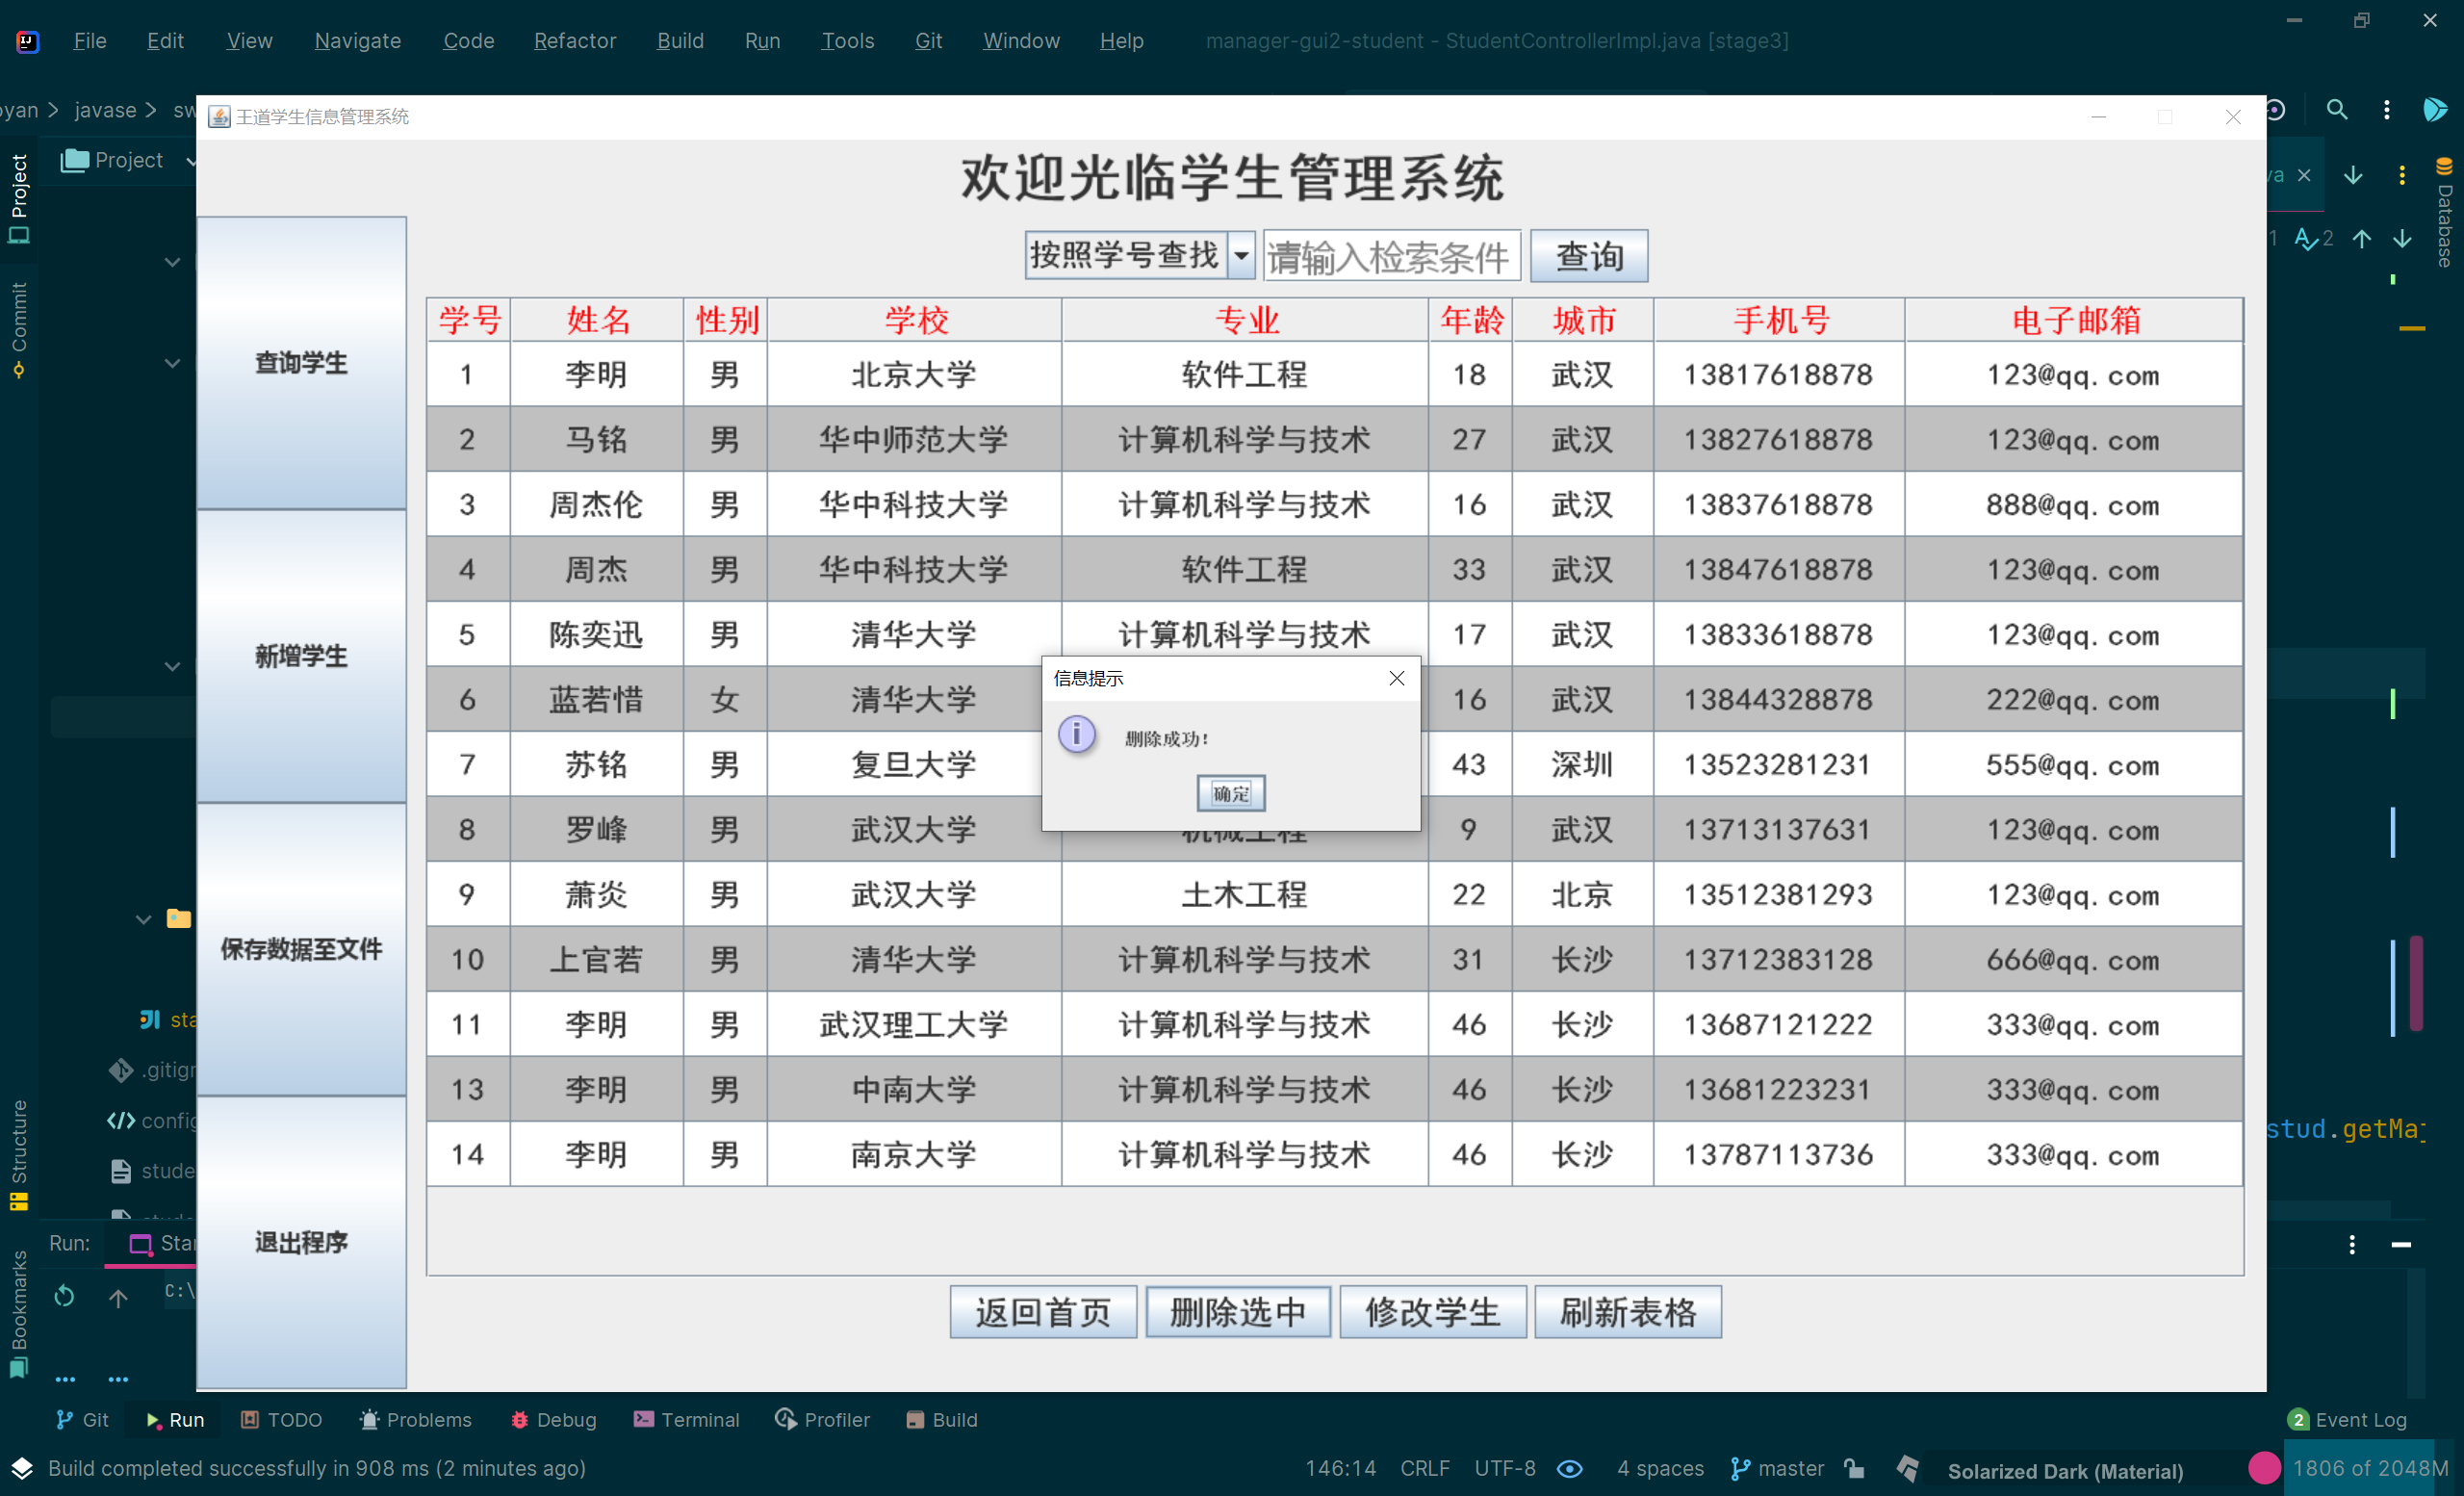 File Edit View Navigate Code Refactor Build Run Tools Git Window Help manager-gui2-student - StudentControllerImpl.java [stage3]
oyan > javase > sw
王道学生信息管理系统
Project
Project
Commit
Structure
Bookmarks
Database
va
1 2
欢迎光临学生管理系统
按照学号查找 请输入检索条件 查询
查询学生
新增学生
保存数据至文件
退出程序
学号 姓名 性别 学校 专业 年龄 城市 手机号 电子邮箱
1 李明 男 北京大学 软件工程 18 武汉 13817618878 123@qq.com
2 马铭 男 华中师范大学 计算机科学与技术 27 武汉 13827618878 123@qq.com
3 周杰伦 男 华中科技大学 计算机科学与技术 16 武汉 13837618878 888@qq.com
4 周杰 男 华中科技大学 软件工程 33 武汉 13847618878 123@qq.com
5 陈奕迅 男 清华大学 计算机科学与技术 17 武汉 13833618878 123@qq.com
6 蓝若惜 女 清华大学 16 武汉 13844328878 222@qq.com
7 苏铭 男 复旦大学 43 深圳 13523281231 555@qq.com
8 罗峰 男 武汉大学 机械工程 9 武汉 13713137631 123@qq.com
9 萧炎 男 武汉大学 土木工程 22 北京 13512381293 123@qq.com
10 上官若 男 清华大学 计算机科学与技术 31 长沙 13712383128 666@qq.com
11 李明 男 武汉理工大学 计算机科学与技术 46 长沙 13687121222 333@qq.com
13 李明 男 中南大学 计算机科学与技术 46 长沙 13681223231 333@qq.com
14 李明 男 南京大学 计算机科学与技术 46 长沙 13787113736 333@qq.com
信息提示
删除成功!
确定
返回首页 删除选中 修改学生 刷新表格
sta
.gitigr
config
stude
stud.getMaj
Run: Star
C:\
Git Run TODO Problems Debug Terminal Profiler Build 2 Event Log
Build completed successfully in 908 ms (2 minutes ago) 146:14 CRLF UTF-8 4 spaces master Solarized Dark (Material) 1806 of 2048M